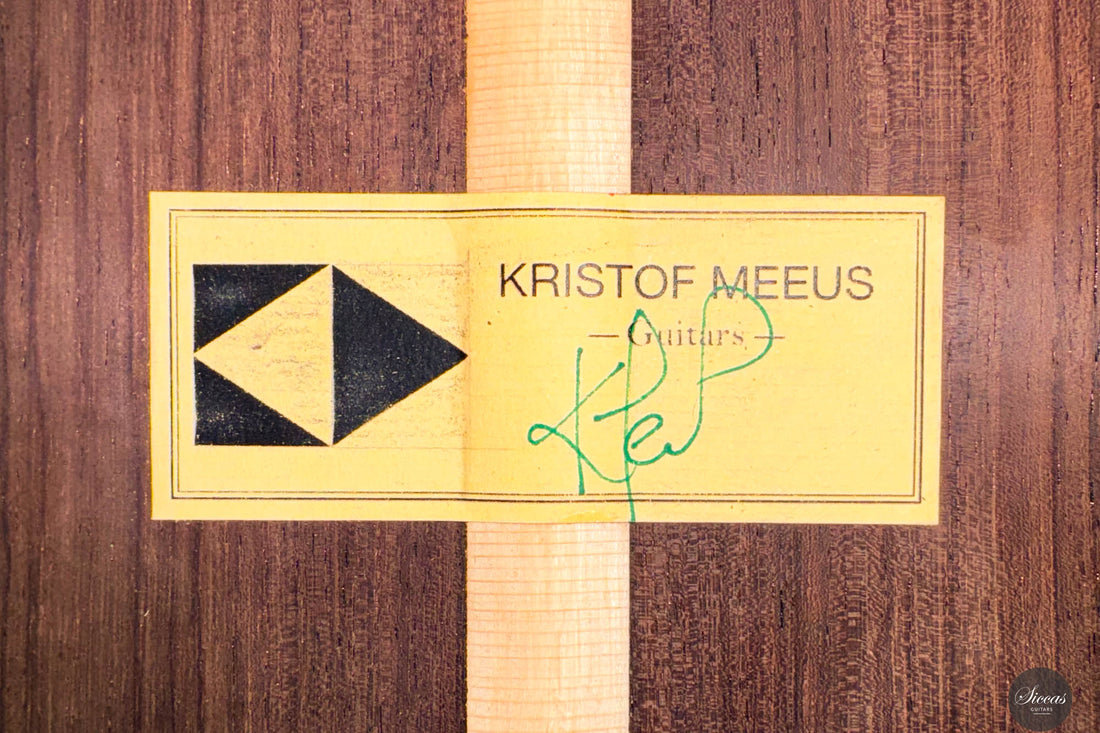 KRISTOF MEEUS
— Guitars —
Siccas
GUITARS